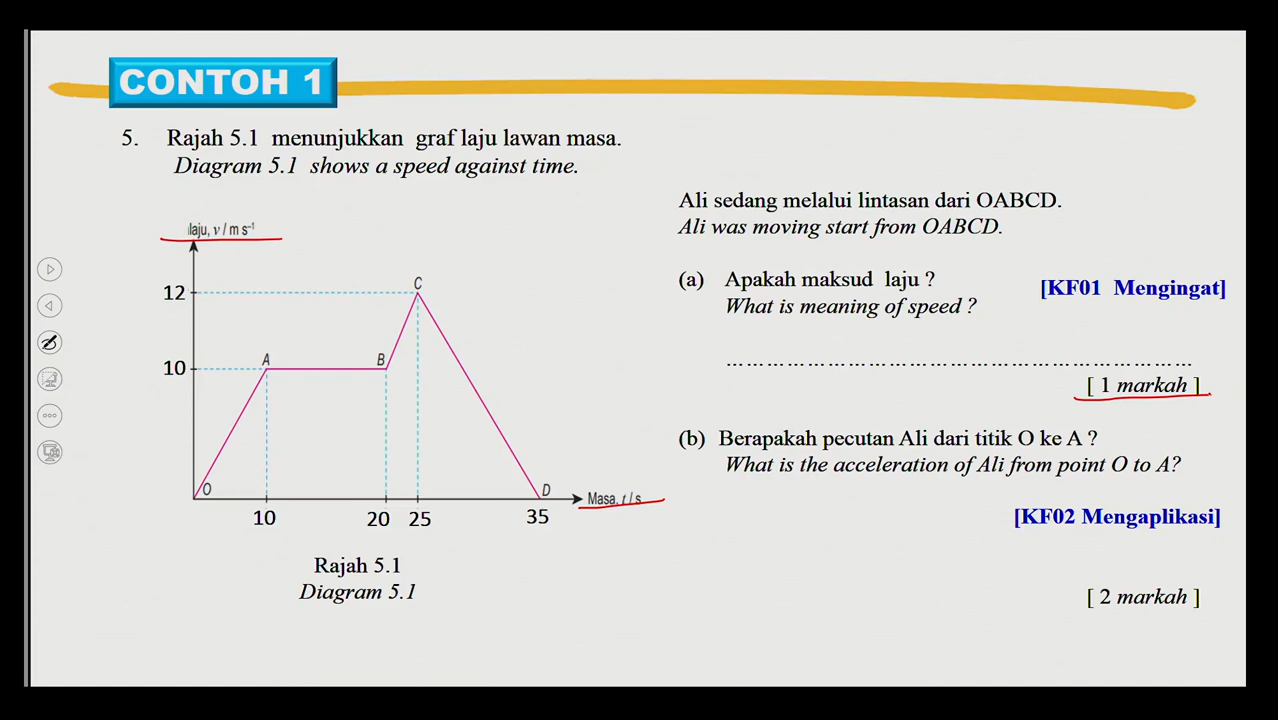 CONTOH 1
5. Rajah 5.1 menunjukkan graf laju lawan masa.
Diagram 5.1 shows a speed against time.
laju, v / m s⁻¹
12
10
A
B
C
O
D
Masa, t / s
10
20
25
35
Rajah 5.1
Diagram 5.1
Ali sedang melalui lintasan dari OABCD.
Ali was moving start from OABCD.
(a) Apakah maksud laju ?
[KF01 Mengingat]
What is meaning of speed ?
………………………………………………………
[ 1 markah ]
(b) Berapakah pecutan Ali dari titik O ke A ?
What is the acceleration of Ali from point O to A?
[KF02 Mengaplikasi]
[ 2 markah ]